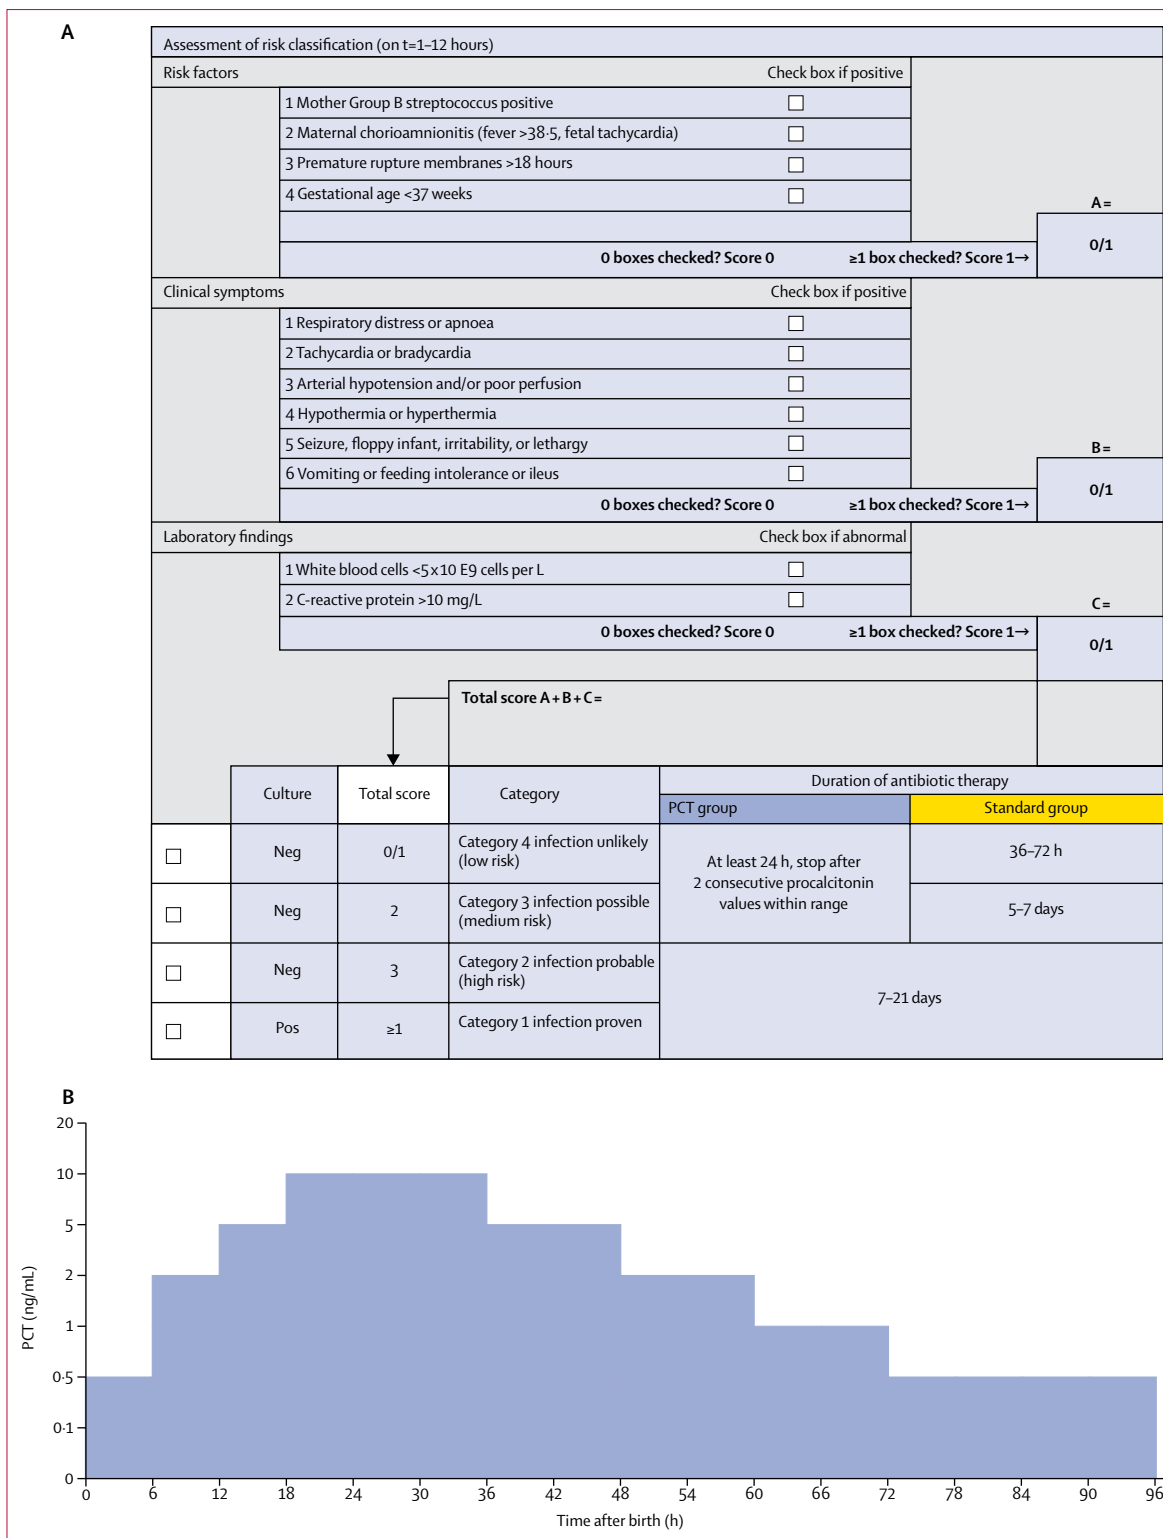 A
Assessment of risk classification (on t=1–12 hours)
Risk factors Check box if positive
1 Mother Group B streptococcus positive
2 Maternal chorioamnionitis (fever >38·5, fetal tachycardia)
3 Premature rupture membranes >18 hours
4 Gestational age <37 weeks
A=
0 boxes checked? Score 0 ≥1 box checked? Score 1→ 0/1
Clinical symptoms Check box if positive
1 Respiratory distress or apnoea
2 Tachycardia or bradycardia
3 Arterial hypotension and/or poor perfusion
4 Hypothermia or hyperthermia
5 Seizure, floppy infant, irritability, or lethargy
B=
6 Vomiting or feeding intolerance or ileus
0 boxes checked? Score 0 ≥1 box checked? Score 1→ 0/1
Laboratory findings Check box if abnormal
1 White blood cells <5x10 E9 cells per L
2 C-reactive protein >10 mg/L
C=
0 boxes checked? Score 0 ≥1 box checked? Score 1→ 0/1
Total score A+B+C=
Culture Total score Category Duration of antibiotic therapy
PCT group Standard group
Neg 0/1 Category 4 infection unlikely
(low risk)
At least 24 h, stop after
2 consecutive procalcitonin
values within range
36–72 h
Neg 2 Category 3 infection possible
(medium risk)
5–7 days
Neg 3 Category 2 infection probable
(high risk)
7–21 days
Pos ≥1 Category 1 infection proven
B
PCT (ng/mL)
20
10
5
2
1
0·5
0·1
0
0 6 12 18 24 30 36 42 48 54 60 66 72 78 84 90 96
Time after birth (h)